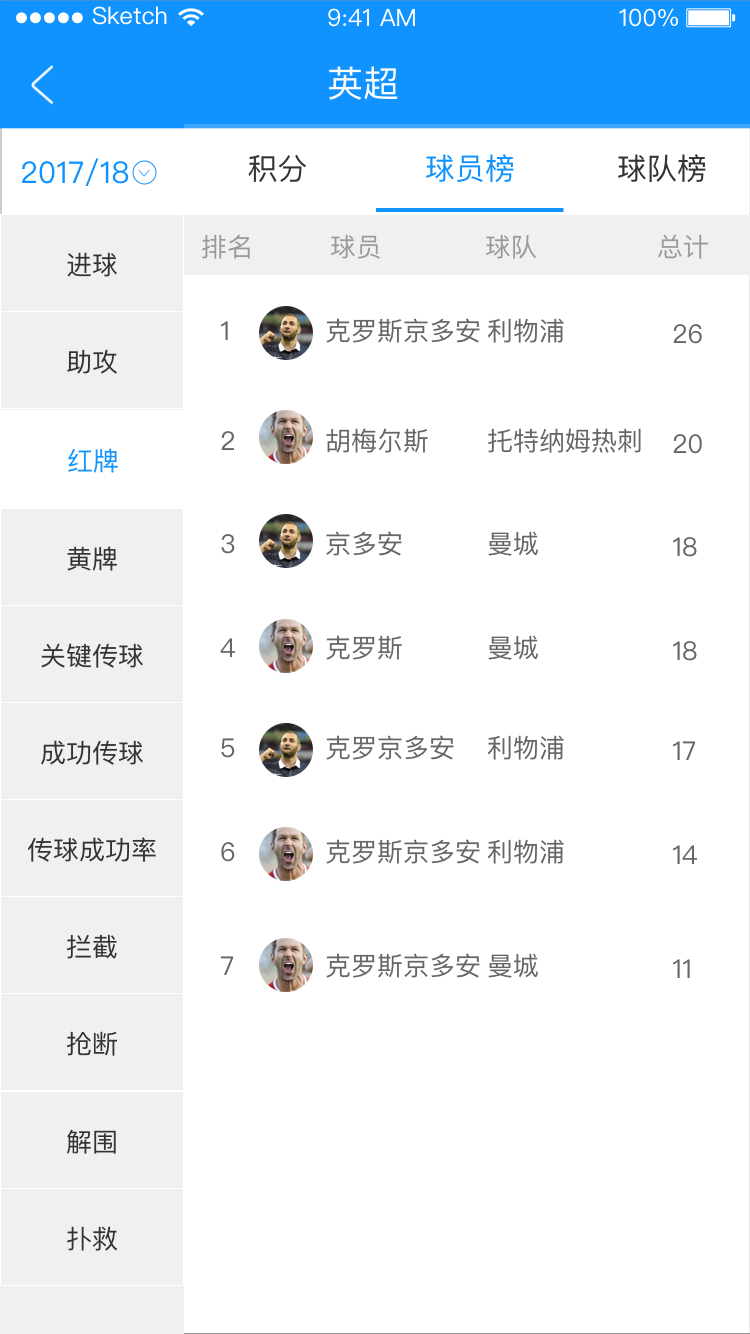 Sketch 9:41 AM 100%
英超
2017/18 积分 球员榜 球队榜
排名 球员 球队 总计
进球
助攻
红牌
黄牌
关键传球
成功传球
传球成功率
拦截
抢断
解围
扑救
1 克罗斯京多安 利物浦 26
2 胡梅尔斯 托特纳姆热刺 20
3 京多安 曼城 18
4 克罗斯 曼城 18
5 克罗京多安 利物浦 17
6 克罗斯京多安 利物浦 14
7 克罗斯京多安 曼城 11